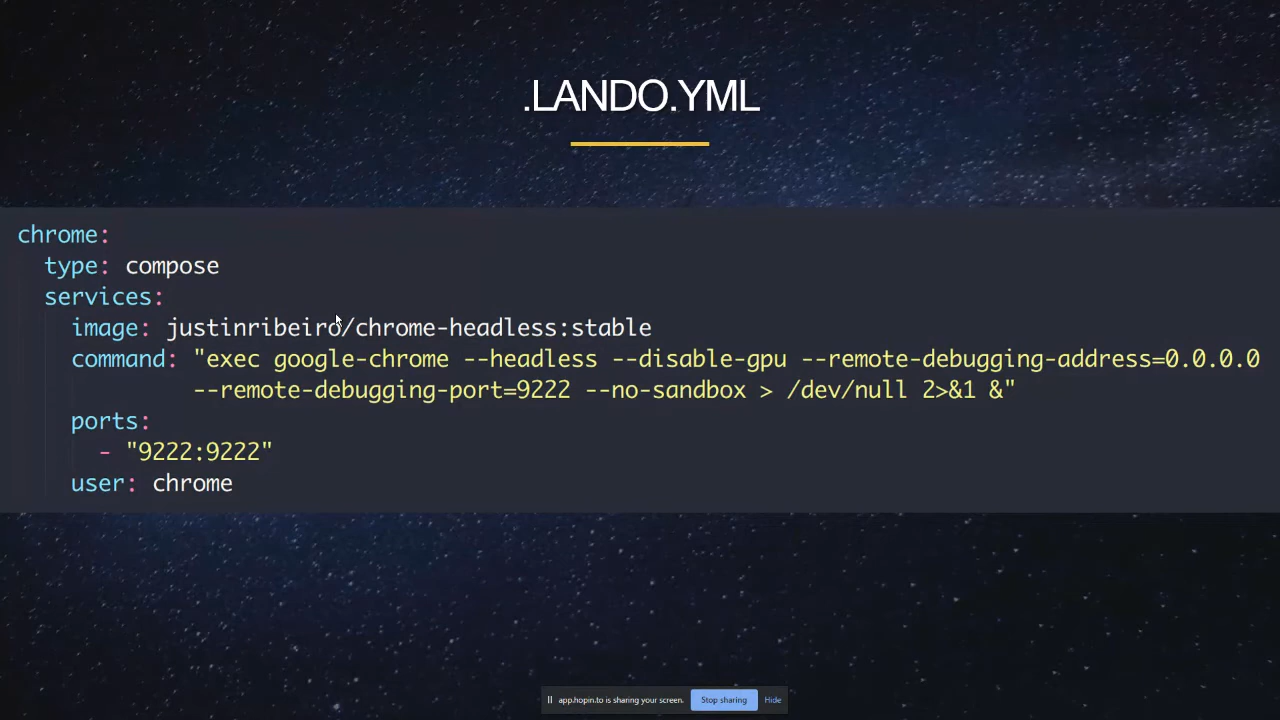 .LANDO.YML
chrome:
type: compose
services:
image: justinribeiro/chrome-headless:stable
command: "exec google-chrome --headless --disable-gpu --remote-debugging-address=0.0.0.0
--remote-debugging-port=9222 --no-sandbox > /dev/null 2>&1 &"
ports:
- "9222:9222"
user: chrome
app.hopin.to is sharing your screen. Stop sharing Hide